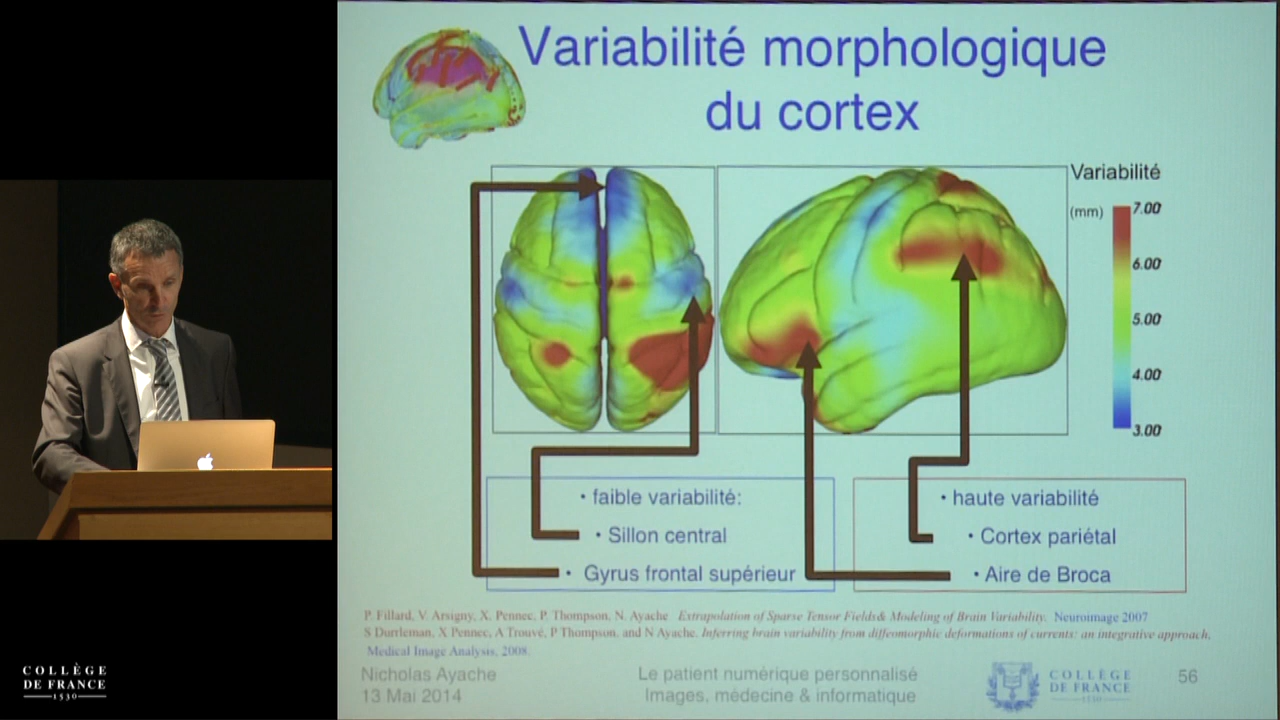 Variabilité morphologique
du cortex
Variabilité
(mm)
7.00
6.00
5.00
4.00
3.00
• faible variabilité:
• Sillon central
• Gyrus frontal supérieur
• haute variabilité
• Cortex pariétal
• Aire de Broca
P. Fillard, V. Arsigny, X. Pennec, P. Thompson, N. Ayache Extrapolation of Sparse Tensor Fields& Modeling of Brain Variability. Neuroimage 2007
S Durrleman, X Pennec, A Trouvé, P Thompson, and N Ayache, Inferring brain variability from diffeomorphic deformations of currents: an integrative approach,
Medical Image Analysis, 2008.
Nicholas Ayache
13 Mai 2014
Le patient numérique personnalisé
Images, médecine & informatique
COLLÈGE
DE FRANCE
1530
56
COLLÈGE
DE FRANCE
1530